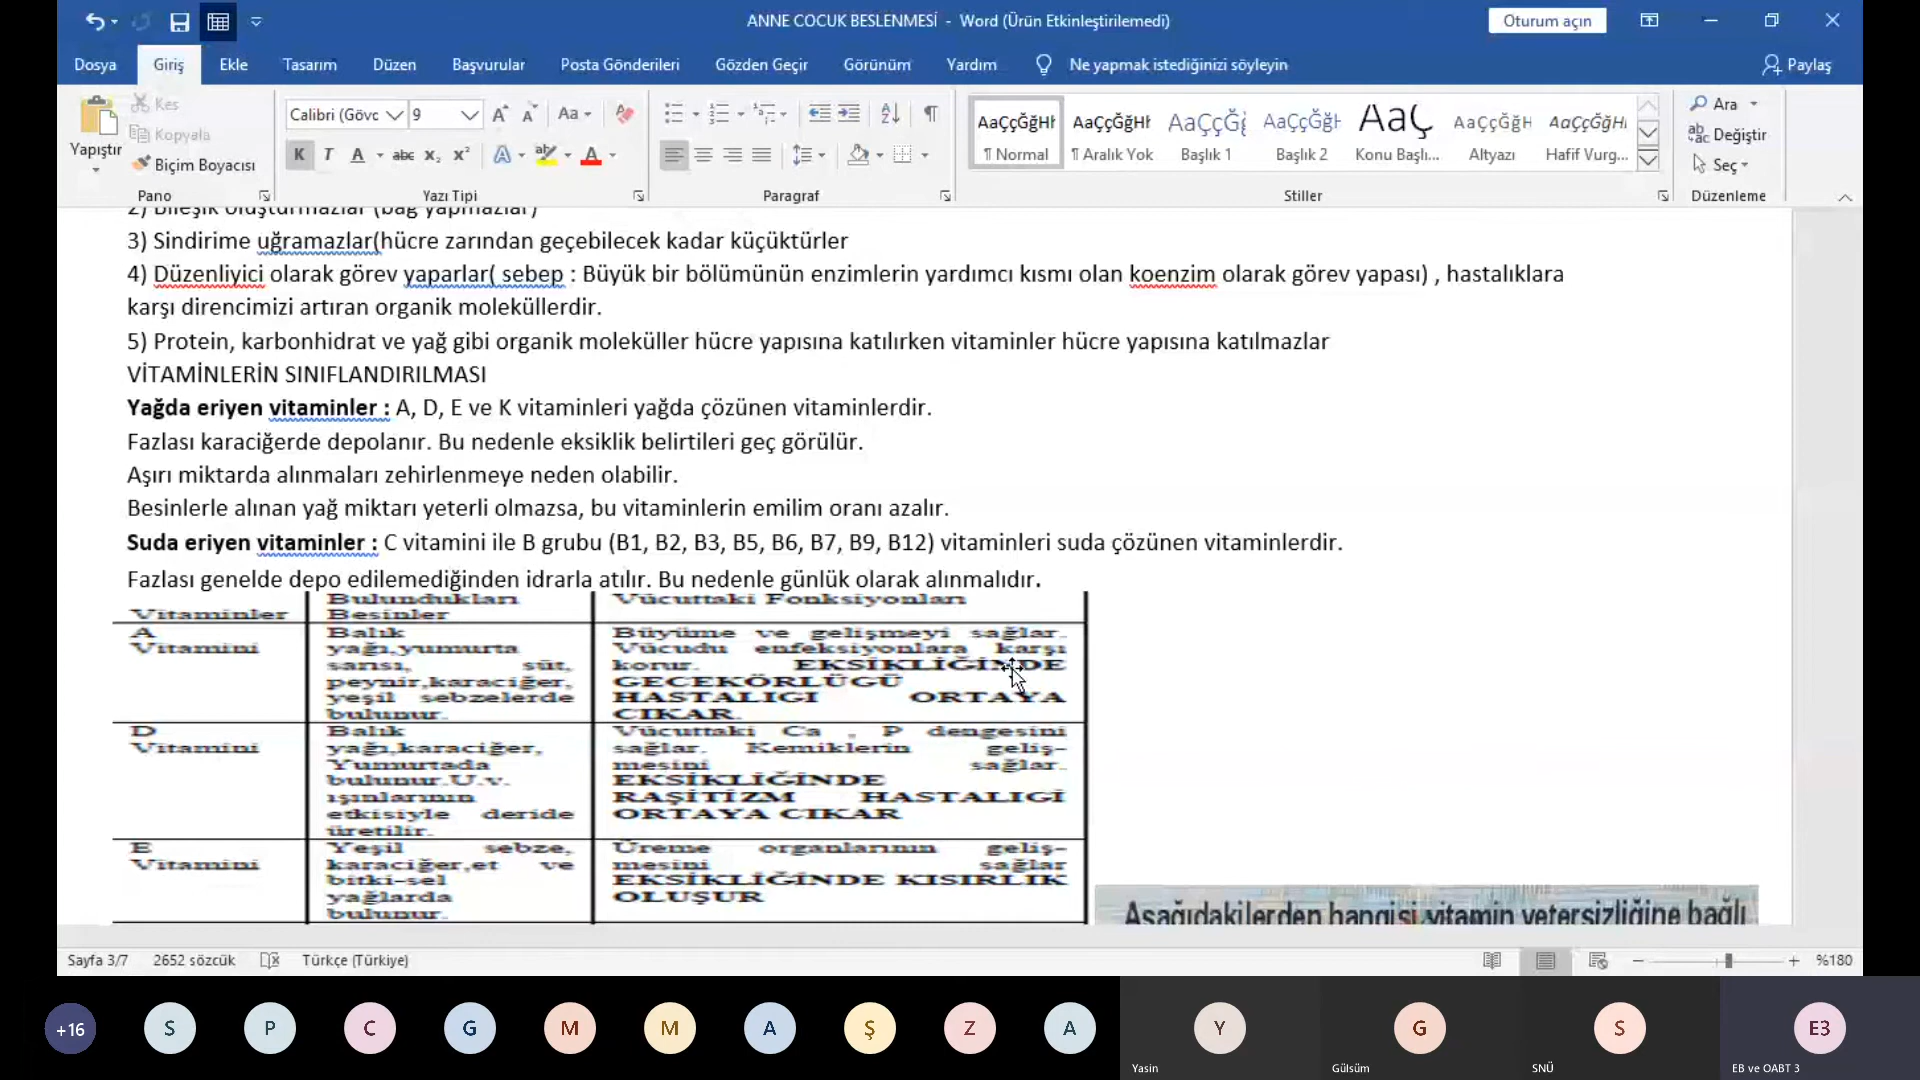 ANNE COCUK BESLENMESİ - Word (Ürün Etkinleştirilemedi)
Oturum açın
Dosya
Giriş
Ekle
Tasarım
Düzen
Başvurular
Posta Gönderileri
Gözden Geçir
Görünüm
Yardım
Ne yapmak istediğinizi söyleyin
Paylaş
Yapıştır
Kes
Kopyala
Biçim Boyacısı
Pano
Calibri (Gövc
9
Yazı Tipi
Paragraf
AaÇçĞğHł AaÇçĞğHł AaÇçĞğ AaÇçĞğH AaÇ AaÇçĞğH AaÇçĞğHı
¶ Normal
¶ Aralık Yok
Başlık 1
Başlık 2
Konu Başlı...
Altyazı
Hafif Vurg...
Stiller
Ara
Değiştir
Seç
Düzenleme
2) Bileşik oluşturmazlar (bağ yapmazlar)
3) Sindirime uğramazlar(hücre zarından geçebilecek kadar küçüktürler
4) Düzenliyici olarak görev yaparlar( sebep : Büyük bir bölümünün enzimlerin yardımcı kısmı olan koenzim olarak görev yapası) , hastalıklara
karşı direncimizi artıran organik moleküllerdir.
5) Protein, karbonhidrat ve yağ gibi organik moleküller hücre yapısına katılırken vitaminler hücre yapısına katılmazlar
VİTAMİNLERİN SINIFLANDIRILMASI
Yağda eriyen vitaminler : A, D, E ve K vitaminleri yağda çözünen vitaminlerdir.
Fazlası karaciğerde depolanır. Bu nedenle eksiklik belirtileri geç görülür.
Aşırı miktarda alınmaları zehirlenmeye neden olabilir.
Besinlerle alınan yağ miktarı yeterli olmazsa, bu vitaminlerin emilim oranı azalır.
Suda eriyen vitaminler : C vitamini ile B grubu (B1, B2, B3, B5, B6, B7, B9, B12) vitaminleri suda çözünen vitaminlerdir.
Fazlası genelde depo edilemediğinden idrarla atılır. Bu nedenle günlük olarak alınmalıdır.
Vitaminler
Bulundukları
Besinler
Vücuttaki Fonksiyonları
A
Vitamini
Balık
yağı,yumurta
sarısı, süt,
peynir,karaciğer,
yeşil sebzelerde
bulunur.
Büyüme ve gelişmeyi sağlar.
Vücudu enfeksiyonlara karşı
korur. EKSİKLİĞİNDE
GECEKÖRLÜGÜ
HASTALIGI ORTAYA
CIKAR.
D
Vitamini
Balık
yağı,karaciğer,
Yumurtada
bulunur.U.v.
ışınlarının
etkisiyle deride
üretilir.
Vücuttaki Ca , P dengesini
sağlar. Kemiklerin geliş-
mesini sağlar.
EKSİKLİĞİNDE
RAŞİTİZM HASTALIGİ
ORTAYA CIKAR
E
Vitamini
Yeşil sebze,
karaciğer,et ve
bitki-sel
yağlarda
bulunur.
Üreme organlarının geliş-
mesini sağlar
EKSİKLİĞİNDE KISIRLIK
OLUŞUR
Aşağıdakilerden hangisi vitamin yetersizliğine bağlı
Sayfa 3/7
2652 sözcük
Türkçe (Türkiye)
%180
+16
S
P
C
G
M
M
A
Ş
Z
A
Y
G
S
E3
Yasin
Gülsüm
SNÜ
EB ve OABT 3